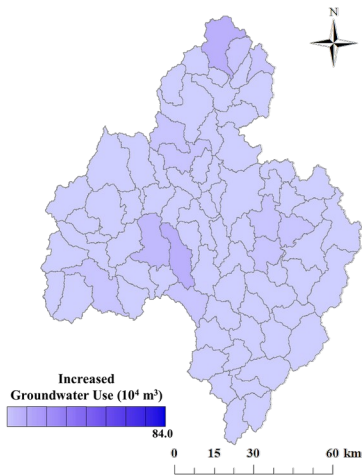 N
Increased
Groundwater Use (10⁴ m³)
84.0
0 15 30 60 km